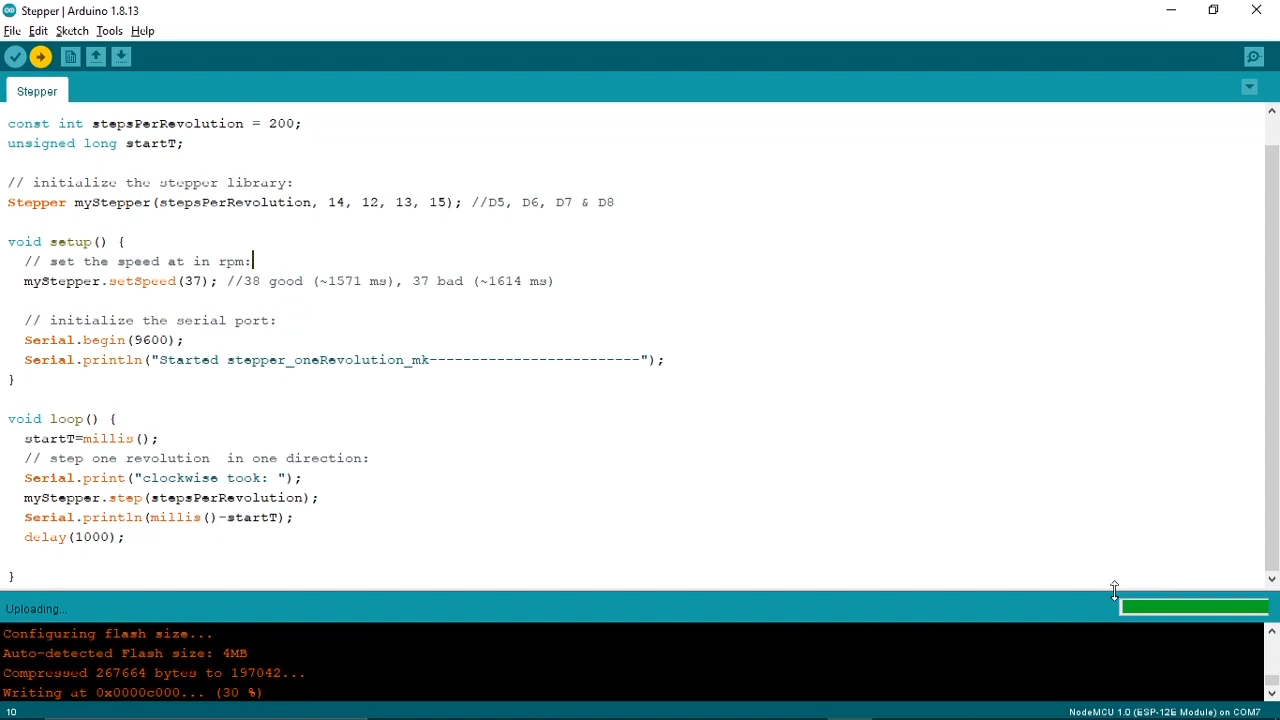 Stepper | Arduino 1.8.13
File Edit Sketch Tools Help
Stepper
const int stepsPerRevolution = 200;
unsigned long startT;
// initialize the stepper library:
Stepper myStepper(stepsPerRevolution, 14, 12, 13, 15); //D5, D6, D7 & D8
void setup() {
// set the speed at in rpm:
myStepper.setSpeed(37); //38 good (~1571 ms), 37 bad (~1614 ms)
// initialize the serial port:
Serial.begin(9600);
Serial.println("Started stepper_oneRevolution_mk-------------------------");
}
void loop() {
startT=millis();
// step one revolution  in one direction:
Serial.print("clockwise took: ");
myStepper.step(stepsPerRevolution);
Serial.println(millis()-startT);
delay(1000);
}
Uploading...
Configuring flash size...
Auto-detected Flash size: 4MB
Compressed 267664 bytes to 197042...
Writing at 0x0000c000... (30 %)
10 NodeMCU 1.0 (ESP-12E Module) on COM7